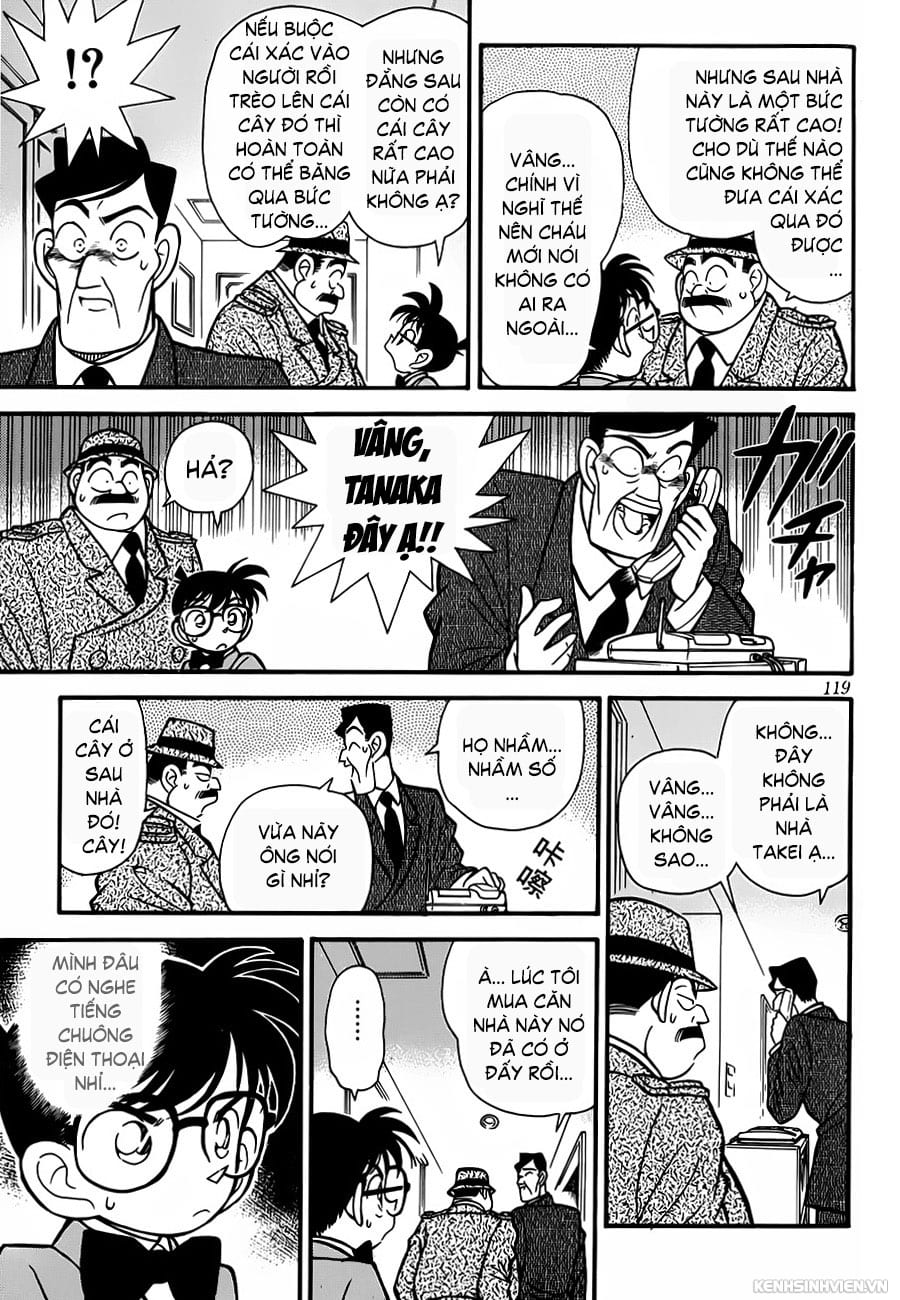 NHƯNG SAU NHÀ
NÀY LÀ MỘT BỨC
TƯỜNG RẤT CAO!
CHO DÙ THẾ NÀO
CŨNG KHÔNG THỂ
ĐƯA CÁI XÁC
QUA ĐÓ
ĐƯỢC
...
VÂNG...
CHÍNH VÌ
NGHĨ THẾ
NÊN CHÁU
MỚI NÓI
KHÔNG CÓ
AI RA
NGOÀI...
NHƯNG
ĐẰNG SAU
CÒN CÓ
CÁI CÂY
RẤT CAO
NỮA PHẢI
KHÔNG Ạ?
NẾU BUỘC
CÁI XÁC VÀO
NGƯỜI RỒI
TRÈO LÊN CÁI
CÂY ĐÓ THÌ
HOÀN TOÀN
CÓ THỂ BĂNG
QUA BỨC
TƯỜNG...
!?
ガチャ
VÂNG,
TANAKA
ĐÂY Ạ!!
HẢ?
119
KHÔNG...
ĐÂY
KHÔNG
PHẢI LÀ
NHÀ
TAKEI Ạ...
VÂNG...
VÂNG...
KHÔNG
SAO...
HỌ NHẦM...
NHẦM SỐ
...
咔嚓
VỪA NÀY
ÔNG NÓI
GÌ NHỈ?
CÁI
CÂY Ở
SAU
NHÀ
ĐÓ!
CÂY!
À... LÚC TÔI
MUA CĂN
NHÀ NÀY NÓ
ĐÃ CÓ Ở
ĐẤY RỒI...
........
MÌNH ĐÂU
CÓ NGHE
TIẾNG
CHUÔNG
ĐIỆN THOẠI
NHỈ...
KENHSINHVIEN.VN